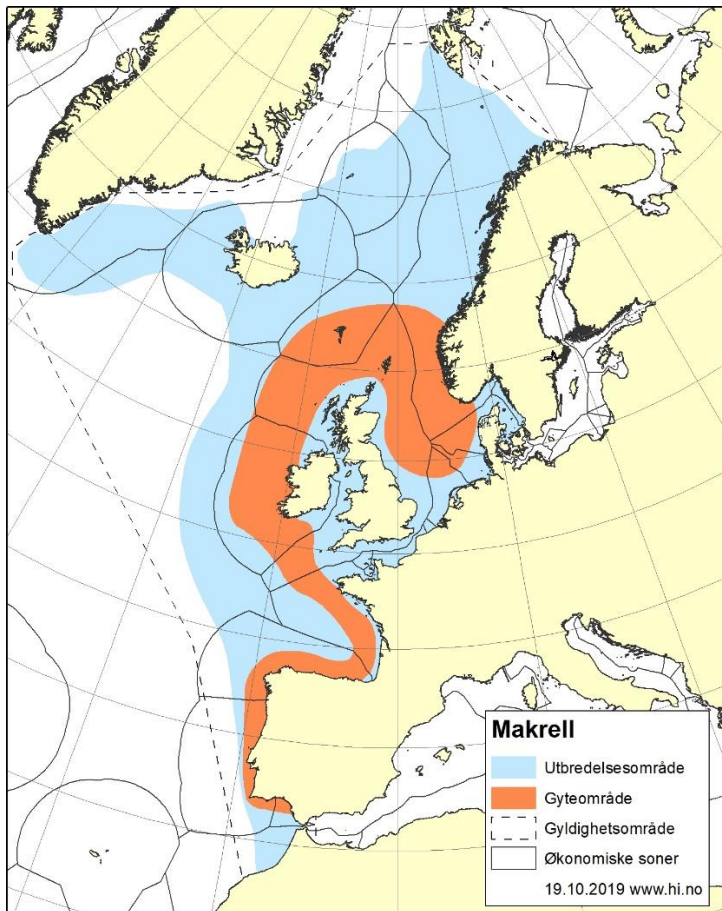 Makrell
Utbredelsesområde
Gyteområde
Gyldighetsområde
Økonomiske soner
19.10.2019 www.hi.no